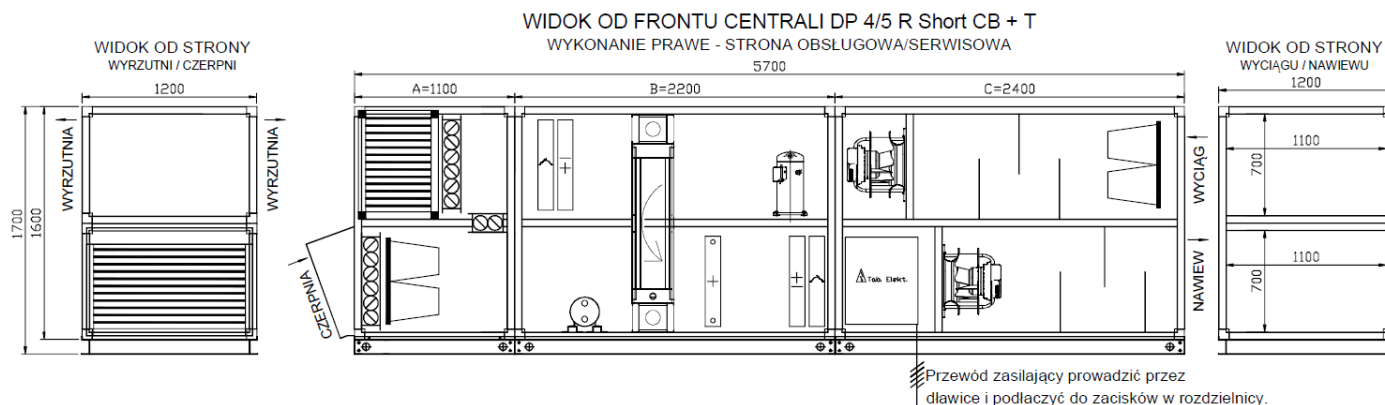 WIDOK OD FRONTU CENTRALI DP 4/5 R Short CB + T
WYKONANIE PRAWE - STRONA OBSŁUGOWA/SERWISOWA
WIDOK OD STRONY
WYRZUTNI / CZERPNI
WIDOK OD STRONY
WYCIĄGU / NAWIEWU
1200
5700
A=1100
B=2200
C=2400
1200
WYRZUTNIA
WYRZUTNIA
1700
1600
CZERPNIA
WYCIĄG
NAWIEW
1100
700
1100
700
Tab. Elekt.
Przewód zasilający prowadzić przez
dławice i podłączyć do zacisków w rozdzielnicy.